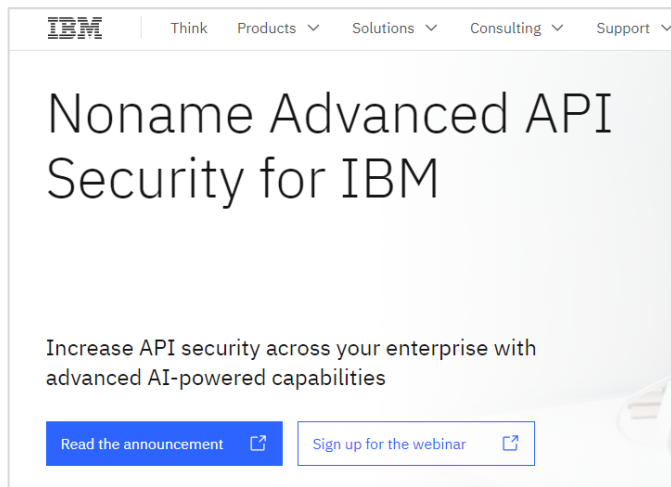 IBM Think Products Solutions Consulting Support
Noname Advanced API
Security for IBM
Increase API security across your enterprise with
advanced AI-powered capabilities
Read the announcement Sign up for the webinar